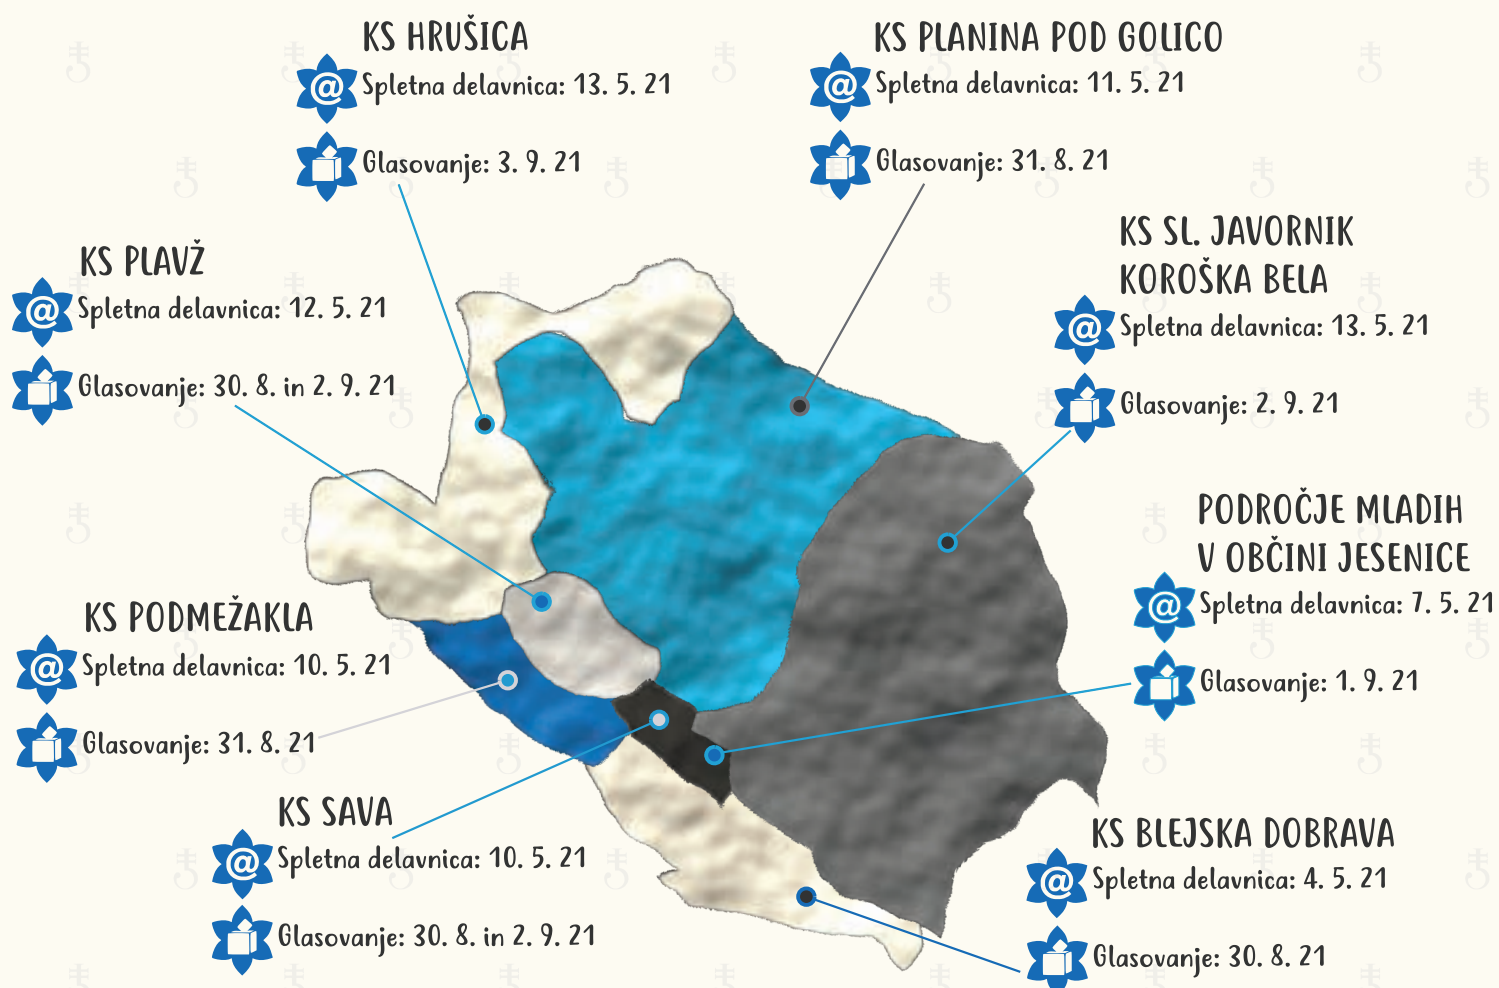 KS HRUŠICA
Spletna delavnica: 13. 5. 21
Glasovanje: 3. 9. 21
KS PLANINA POD GOLICO
Spletna delavnica: 11. 5. 21
Glasovanje: 31. 8. 21
KS SL. JAVORNIK
KOROŠKA BELA
Spletna delavnica: 13. 5. 21
Glasovanje: 2. 9. 21
KS PLAVŽ
Spletna delavnica: 12. 5. 21
Glasovanje: 30. 8. in 2. 9. 21
PODROČJE MLADIH
V OBČINI JESENICE
Spletna delavnica: 7. 5. 21
Glasovanje: 1. 9. 21
KS PODMEŽAKLA
Spletna delavnica: 10. 5. 21
Glasovanje: 31. 8. 21
KS SAVA
Spletna delavnica: 10. 5. 21
Glasovanje: 30. 8. in 2. 9. 21
KS BLEJSKA DOBRAVA
Spletna delavnica: 4. 5. 21
Glasovanje: 30. 8. 21